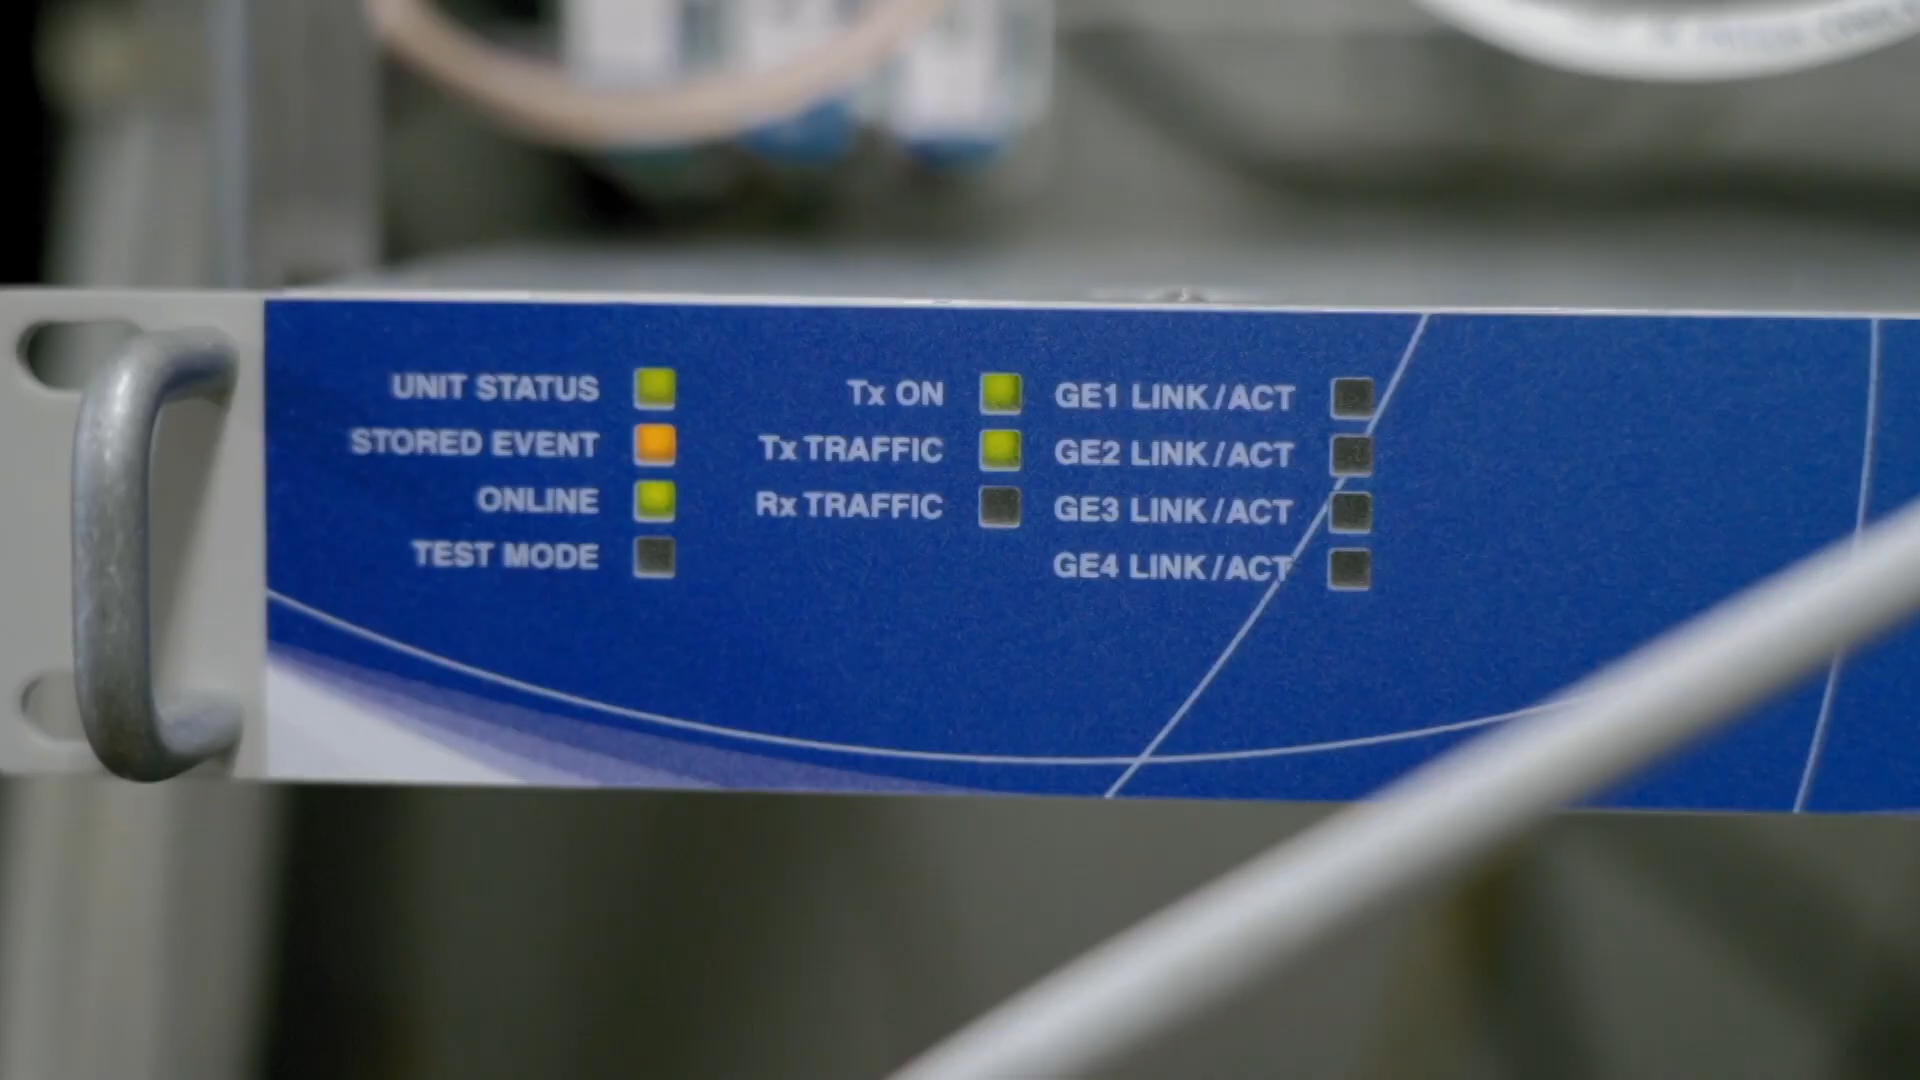 UNIT STATUS
STORED EVENT
ONLINE
TEST MODE
Tx ON
Tx TRAFFIC
Rx TRAFFIC
GE1 LINK/ACT
GE2 LINK/ACT
GE3 LINK/ACT
GE4 LINK/ACT